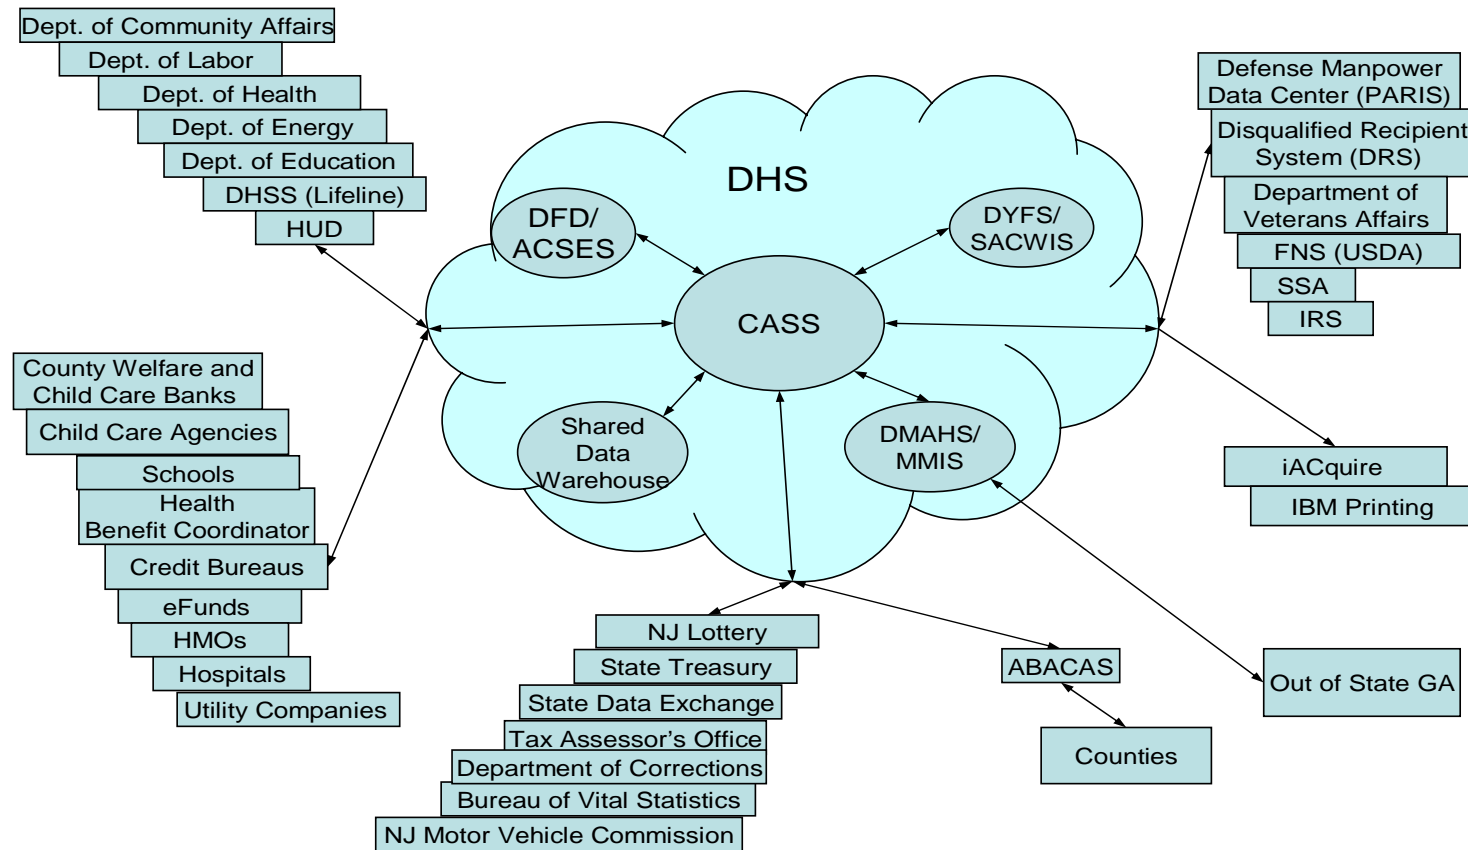 Dept. of Community Affairs
Dept. of Labor
Dept. of Health
Dept. of Energy
Dept. of Education
DHSS (Lifeline)
HUD
County Welfare and
Child Care Banks
Child Care Agencies
Schools
Health
Benefit Coordinator
Credit Bureaus
eFunds
HMOs
Hospitals
Utility Companies
DHS
DFD/
ACSES
DYFS/
SACWIS
CASS
Shared
Data
Warehouse
DMAHS/
MMIS
Defense Manpower
Data Center (PARIS)
Disqualified Recipient
System (DRS)
Department of
Veterans Affairs
FNS (USDA)
SSA
IRS
iACquire
IBM Printing
NJ Lottery
State Treasury
State Data Exchange
Tax Assessor's Office
Department of Corrections
Bureau of Vital Statistics
NJ Motor Vehicle Commission
ABACAS
Counties
Out of State GA